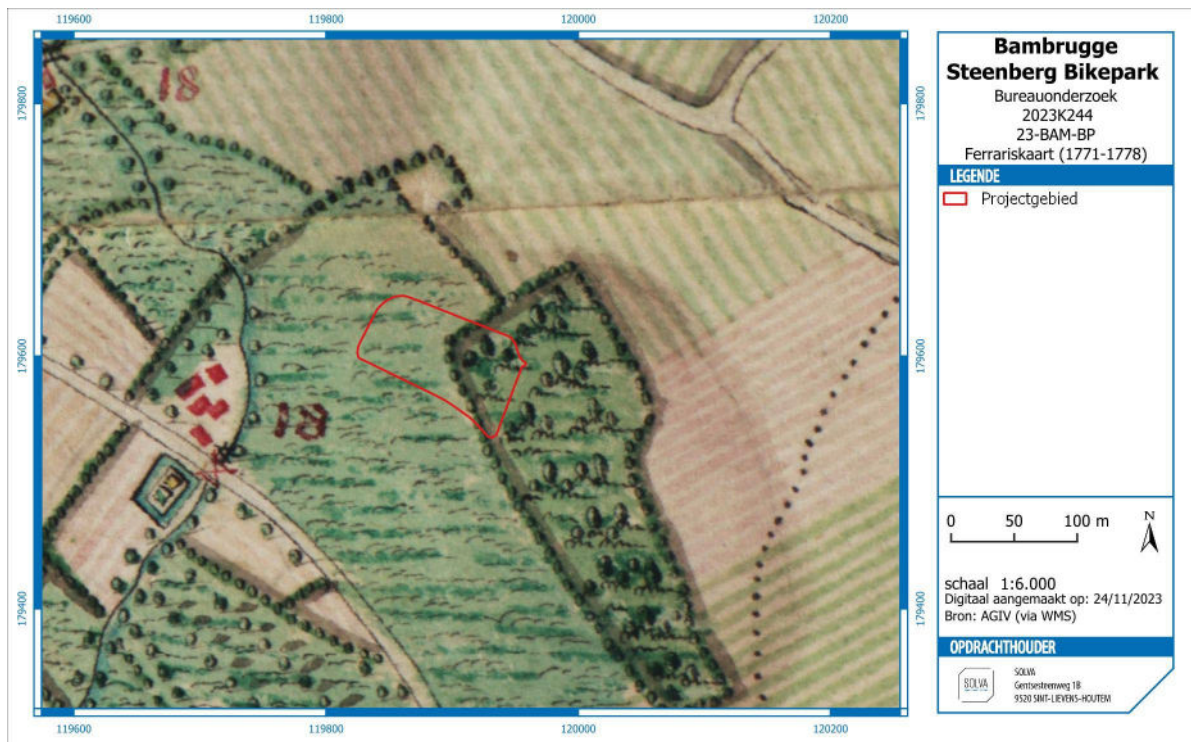 119600 119800 120000 120200
179800 179800
179600 179600
179400 179400
119600 119800 120000 120200
81
Bambrugge
Steenberg Bikepark
Bureauonderzoek
2023K244
23-BAM-BP
Ferrariskaart (1771-1778)
LEGENDE
Projectgebied
0 50 100 m
N
schaal 1:6.000
Digitaal aangemaakt op: 24/11/2023
Bron: AGIV (via WMS)
OPDRACHTHOUDER
SOLVA
SOLVA
Gentsesteenweg 1B
9520 SINT-LIEVENS-HOUTEM